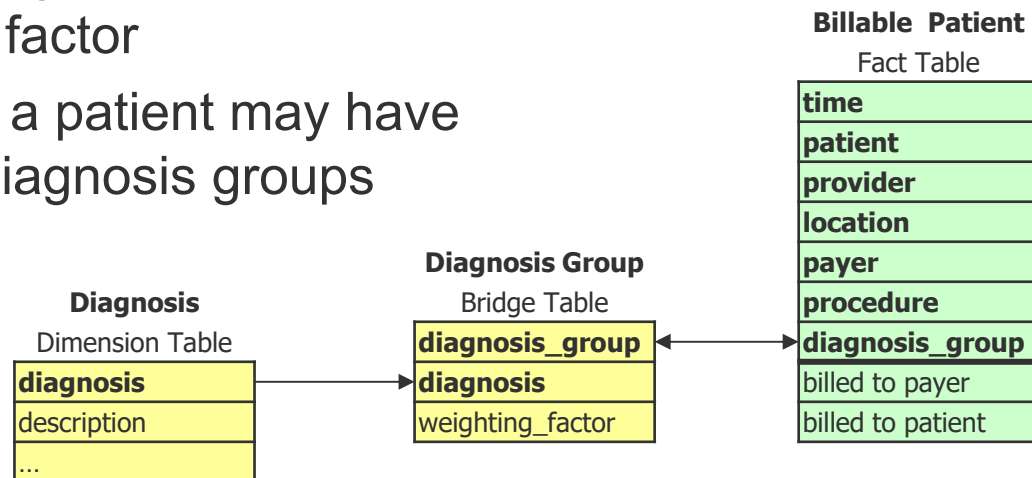 factor
a patient may have
iagnosis groups
Billable Patient
Fact Table
time
patient
provider
location
payer
procedure
diagnosis_group
billed to payer
billed to patient
Diagnosis Group
Bridge Table
diagnosis_group
diagnosis
weighting_factor
Diagnosis
Dimension Table
diagnosis
description
...